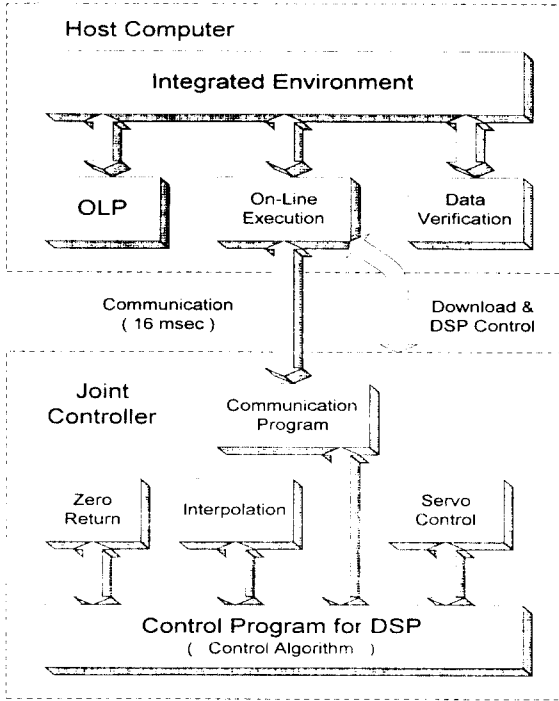 Host Computer
Integrated Environment
OLP
On-Line
Execution
Data
Verification
Communication
( 16 msec )
Download &
DSP Control
Joint
Controller
Communication
Program
Zero
Return
Interpolation
Servo
Control
Control Program for DSP
( Control Algorithm )